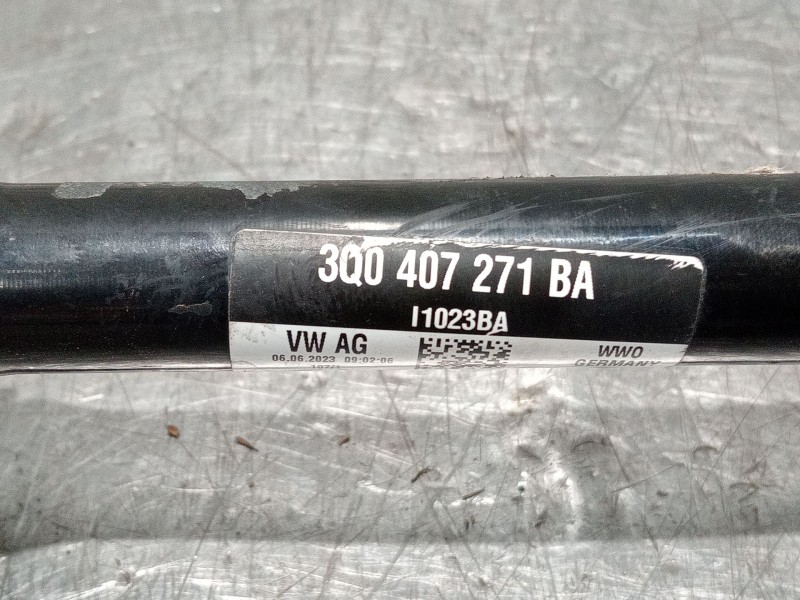 3Q0 407 271 BA
I1023BA
VW AG
06.06.2023 09:02:06
WWO
GERMANY